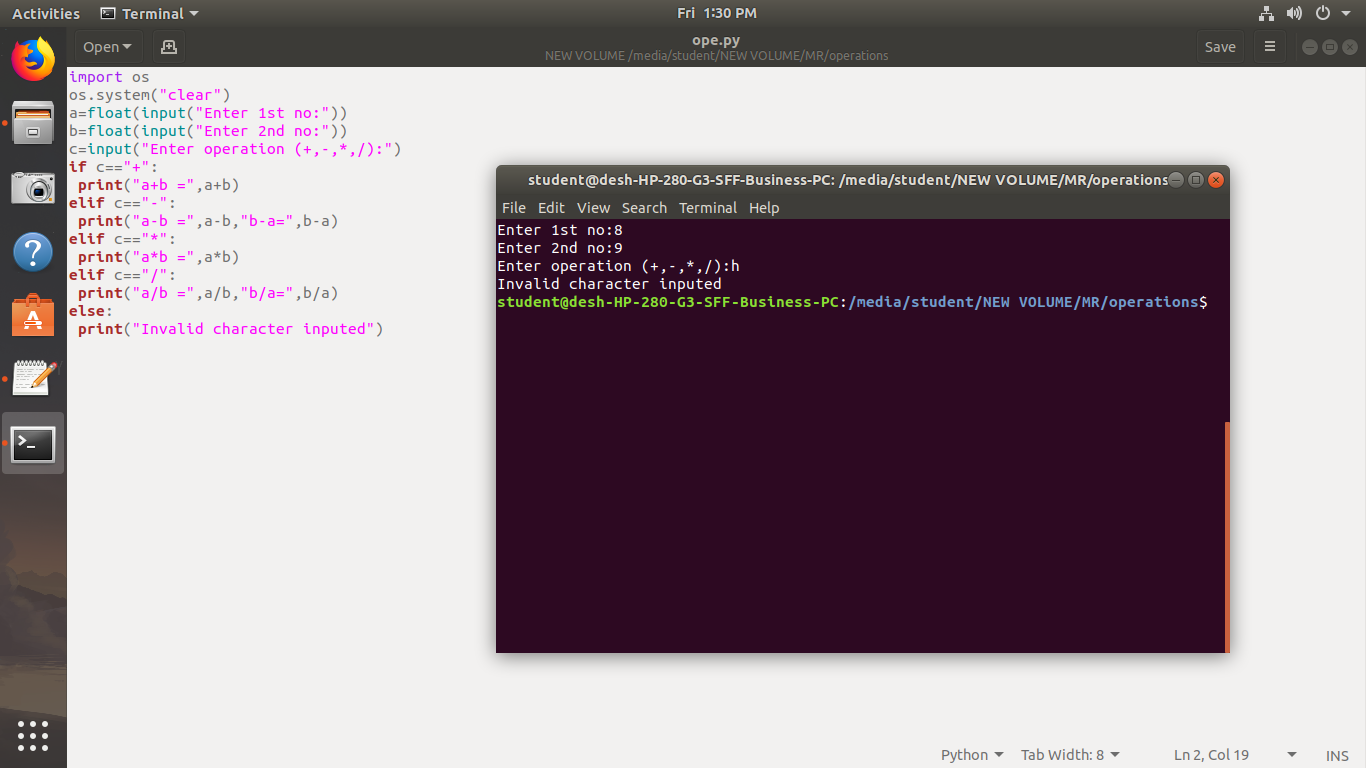 Activities Terminal Fri 1:30 PM
Open ope.py Save
NEW VOLUME /media/student/NEW VOLUME/MR/operations
import os
os.system("clear")
a=float(input("Enter 1st no:"))
b=float(input("Enter 2nd no:"))
c=input("Enter operation (+,-,*,/):")
if c=="+":
 print("a+b =",a+b)
elif c=="-":
 print("a-b =",a-b,"b-a=",b-a)
elif c=="*":
 print("a*b =",a*b)
elif c=="/":
 print("a/b =",a/b,"b/a=",b/a)
else:
 print("Invalid character inputed")
student@desh-HP-280-G3-SFF-Business-PC: /media/student/NEW VOLUME/MR/operations
File Edit View Search Terminal Help
Enter 1st no:8
Enter 2nd no:9
Enter operation (+,-,*,/):h
Invalid character inputed
student@desh-HP-280-G3-SFF-Business-PC:/media/student/NEW VOLUME/MR/operations$
Python Tab Width: 8 Ln 2, Col 19 INS